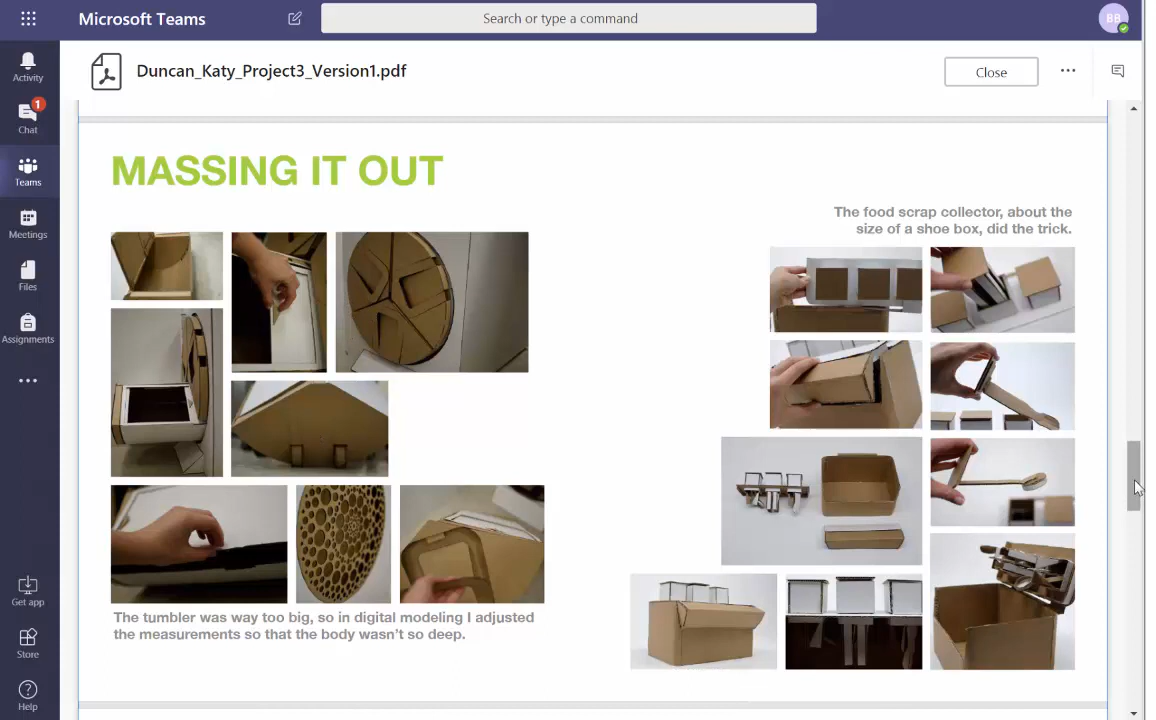 Microsoft Teams
Search or type a command
BB
Activity
Duncan_Katy_Project3_Version1.pdf
Close
1
Chat
Teams
Meetings
Files
Assignments
Get app
Store
Help
MASSING IT OUT
The food scrap collector, about the
size of a shoe box, did the trick.
The tumbler was way too big, so in digital modeling I adjusted
the measurements so that the body wasn't so deep.